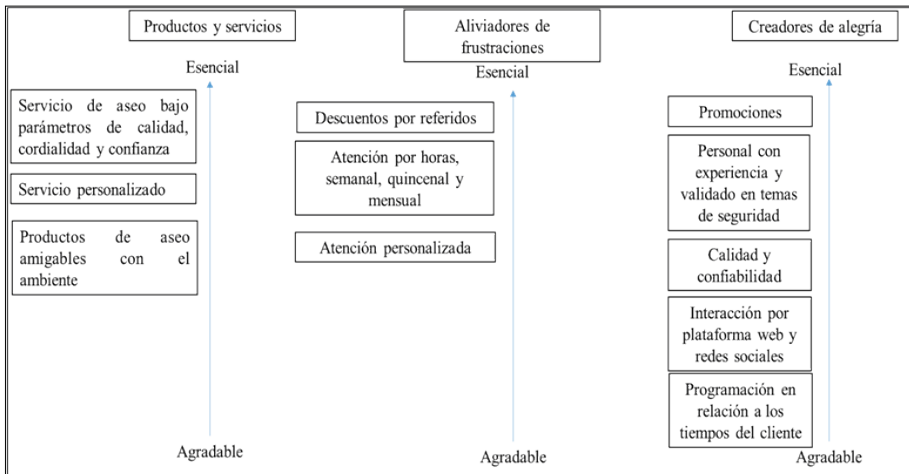 Productos y servicios
Esencial
Servicio de aseo bajo
parámetros de calidad,
cordialidad y confianza
Servicio personalizado
Productos de aseo
amigables con el
ambiente
Agradable
Aliviadores de
frustraciones
Esencial
Descuentos por referidos
Atención por horas,
semanal, quincenal y
mensual
Atención personalizada
Agradable
Creadores de alegría
Esencial
Promociones
Personal con
experiencia y
validado en temas
de seguridad
Calidad y
confiabilidad
Interacción por
plataforma web y
redes sociales
Programación en
relación a los
tiempos del cliente
Agradable